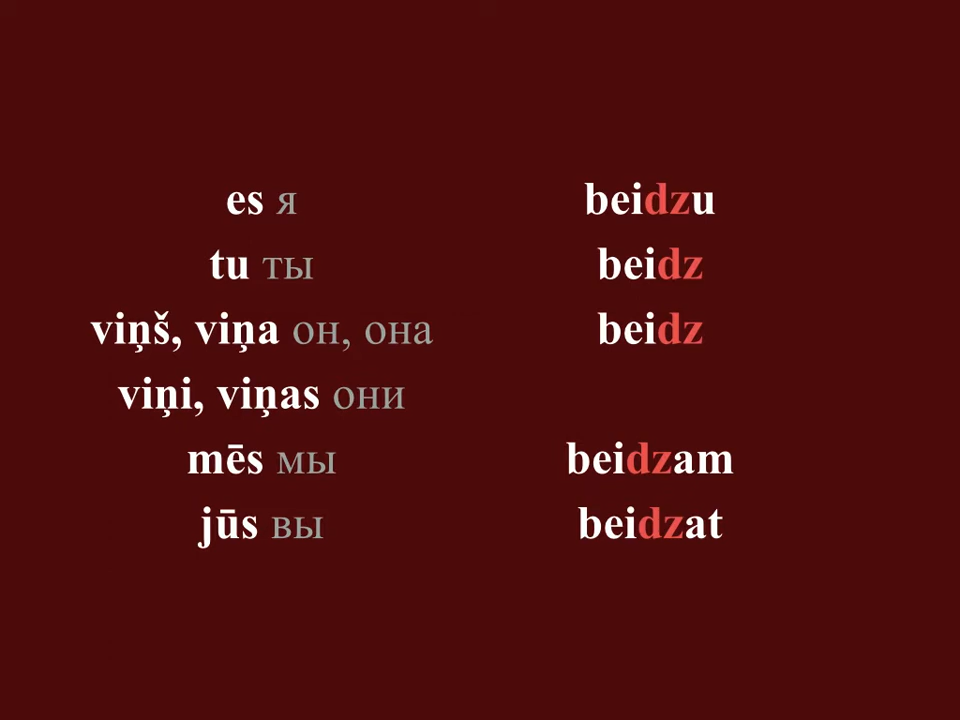 es я beidzu
tu ты beidz
viņš, viņa он, она beidz
viņi, viņas они
mēs мы beidzam
jūs вы beidzat